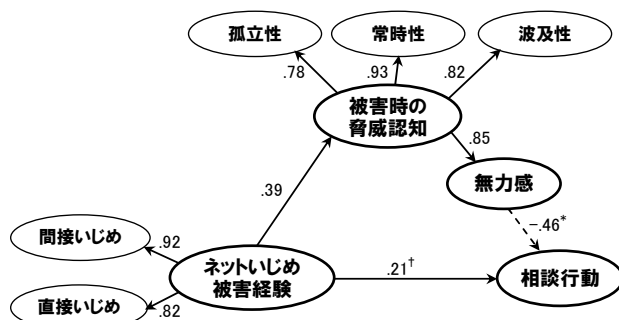 孤立性
常時性
波及性
.78
.93
.82
被害時の
脅威認知
.85
無力感
.39
−.46*
間接いじめ
.92
ネットいじめ
被害経験
.21†
相談行動
直接いじめ
.82